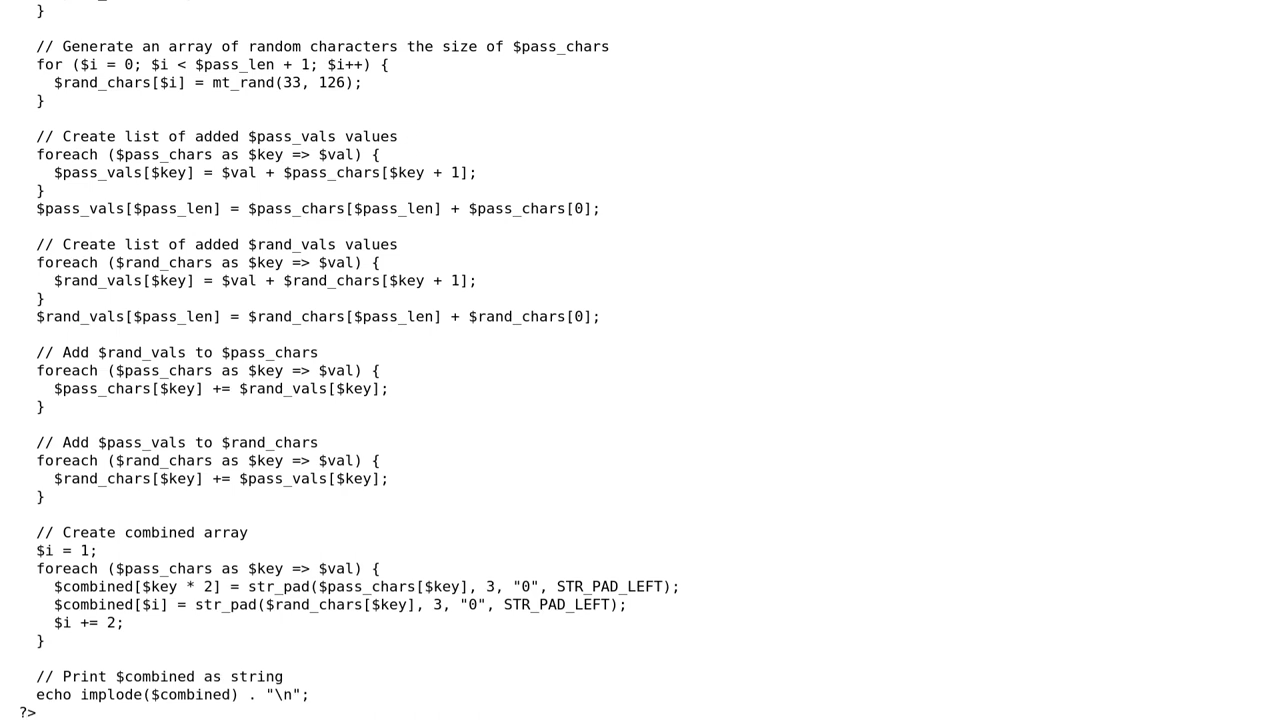 }
// Generate an array of random characters the size of $pass_chars
for ($i = 0; $i < $pass_len + 1; $i++) {
$rand_chars[$i] = mt_rand(33, 126);
}
// Create list of added $pass_vals values
foreach ($pass_chars as $key => $val) {
$pass_vals[$key] = $val + $pass_chars[$key + 1];
}
$pass_vals[$pass_len] = $pass_chars[$pass_len] + $pass_chars[0];
// Create list of added $rand_vals values
foreach ($rand_chars as $key => $val) {
$rand_vals[$key] = $val + $rand_chars[$key + 1];
}
$rand_vals[$pass_len] = $rand_chars[$pass_len] + $rand_chars[0];
// Add $rand_vals to $pass_chars
foreach ($pass_chars as $key => $val) {
$pass_chars[$key] += $rand_vals[$key];
}
// Add $pass_vals to $rand_chars
foreach ($rand_chars as $key => $val) {
$rand_chars[$key] += $pass_vals[$key];
}
// Create combined array
$i = 1;
foreach ($pass_chars as $key => $val) {
$combined[$key * 2] = str_pad($pass_chars[$key], 3, "0", STR_PAD_LEFT);
$combined[$i] = str_pad($rand_chars[$key], 3, "0", STR_PAD_LEFT);
$i += 2;
}
// Print $combined as string
echo implode($combined) . "\n";
?>